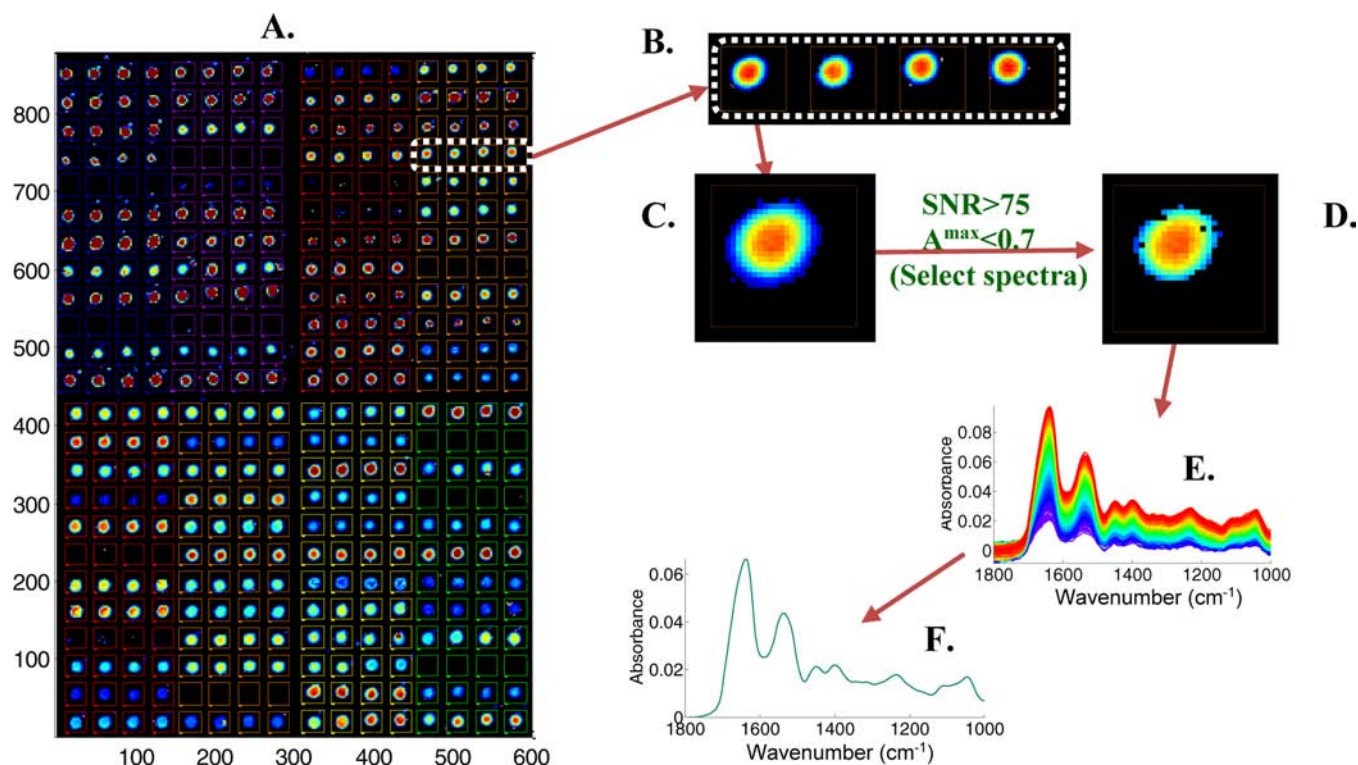 A.
800
700
600
500
400
300
200
100
100 200 300 400 500 600
B.
C.
SNR>75
A^max<0.7
(Select spectra)
D.
E.
Absorbance
0.08
0.06
0.04
0.02
0
1800 1600 1400 1200 1000
Wavenumber (cm⁻¹)
F.
Absorbance
0.06
0.04
0.02
0
1800 1600 1400 1200 1000
Wavenumber (cm⁻¹)